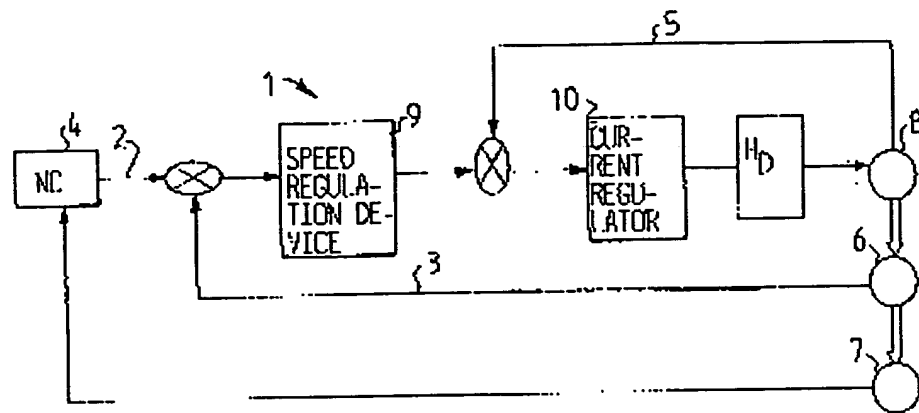 5
1
10
9
4
2
8
NC
SPEED
REGULA-
TION DE-
VICE
CUR-
RENT
REGU-
LATOR
HD
6
3
7